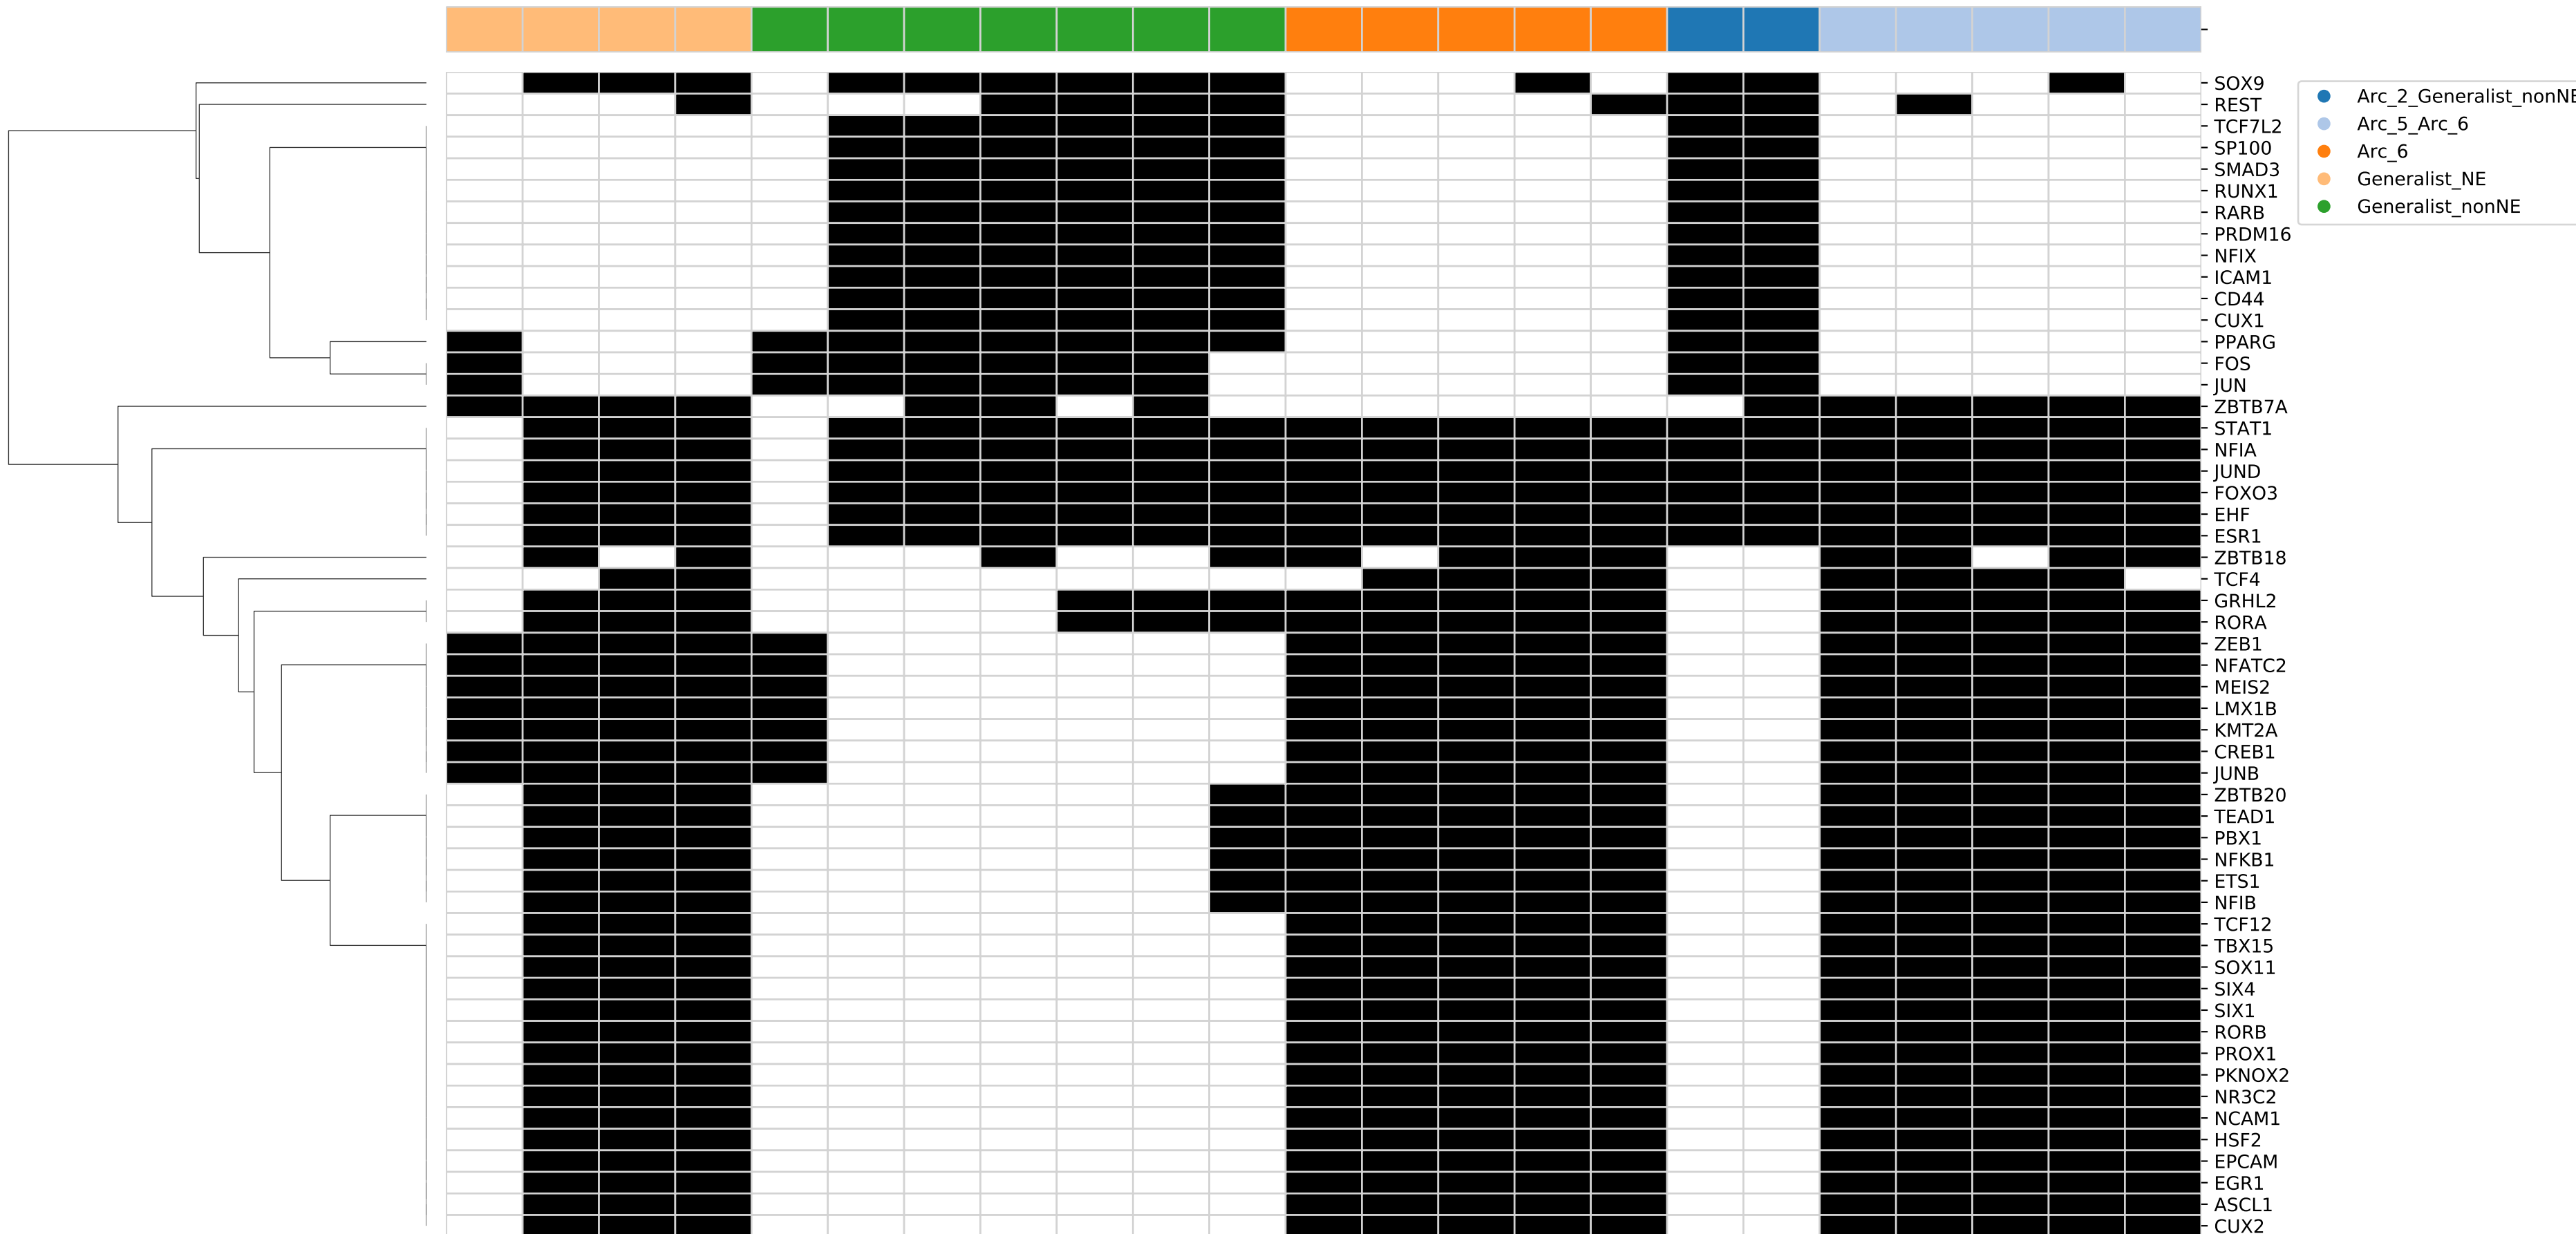 SOX9
REST
TCF7L2
SP100
SMAD3
RUNX1
RARB
PRDM16
NFIX
ICAM1
CD44
CUX1
PPARG
FOS
JUN
ZBTB7A
STAT1
NFIA
JUND
FOXO3
EHF
ESR1
ZBTB18
TCF4
GRHL2
RORA
ZEB1
NFATC2
MEIS2
LMX1B
KMT2A
CREB1
JUNB
ZBTB20
TEAD1
PBX1
NFKB1
ETS1
NFIB
TCF12
TBX15
SOX11
SIX4
SIX1
RORB
PROX1
PKNOX2
NR3C2
NCAM1
HSF2
EPCAM
EGR1
ASCL1
CUX2
Arc_2_Generalist_nonNE
Arc_5_Arc_6
Arc_6
Generalist_NE
Generalist_nonNE